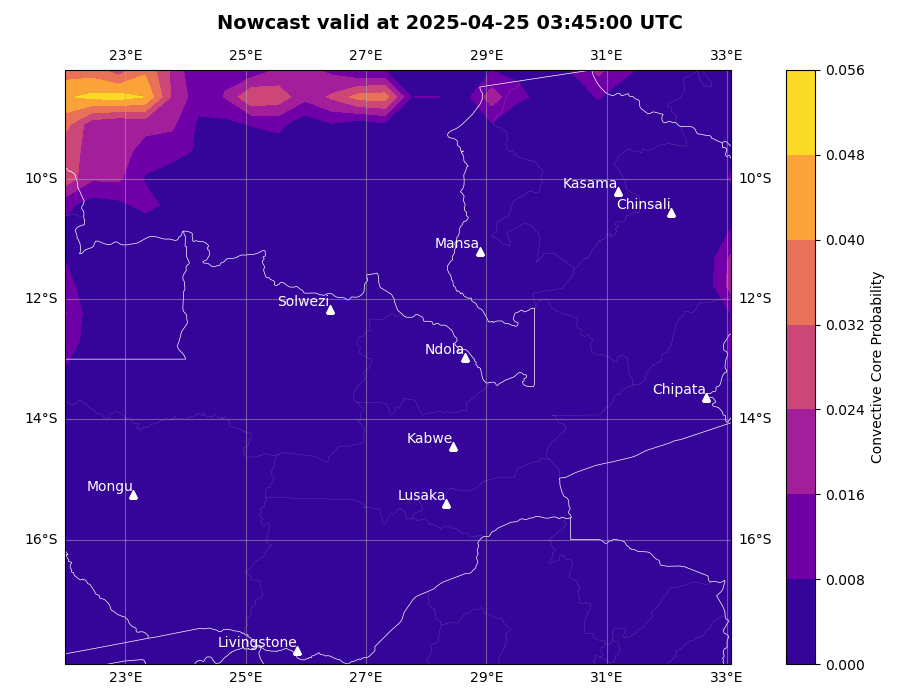 Nowcast valid at 2025-04-25 03:45:00 UTC
23°E 25°E 27°E 29°E 31°E 33°E
0.056
0.048
10°S 10°S
Kasama
Chinsali
0.040
Mansa
12°S 12°S
Solwezi
0.032
Ndola
Chipata
0.024
14°S 14°S
Kabwe
Mongu
Lusaka
0.016
16°S 16°S
0.008
Livingstone
0.000
23°E 25°E 27°E 29°E 31°E 33°E
Convective Core Probability